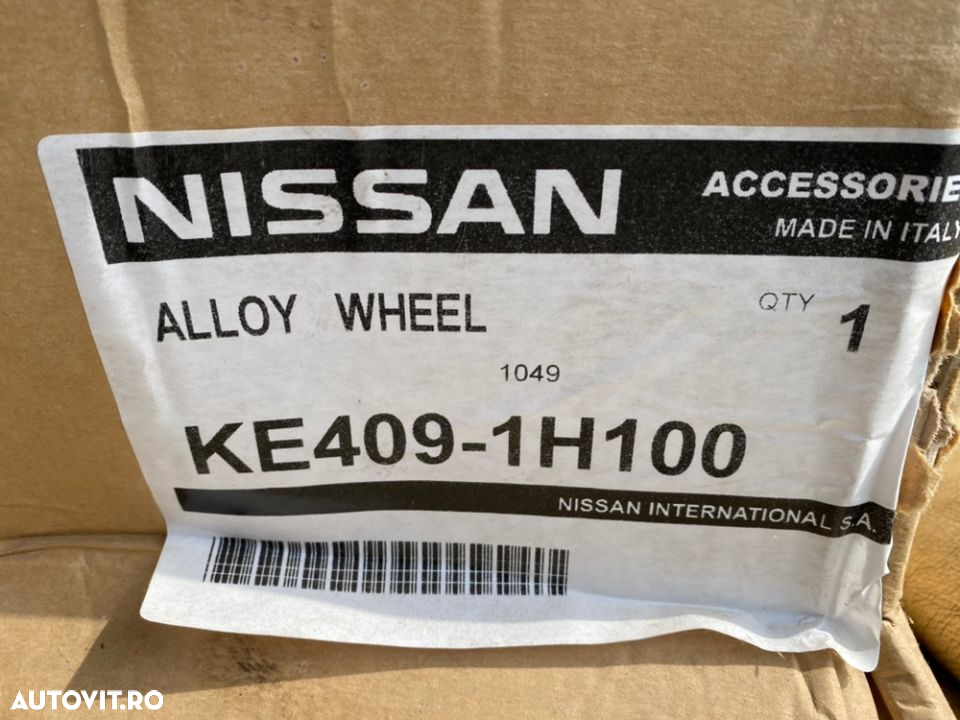 NISSAN
ACCESSORIE
MADE IN ITALY
ALLOY WHEEL
QTY 1
1049
KE409-1H100
NISSAN INTERNATIONAL S.A.
AUTOVIT.RO